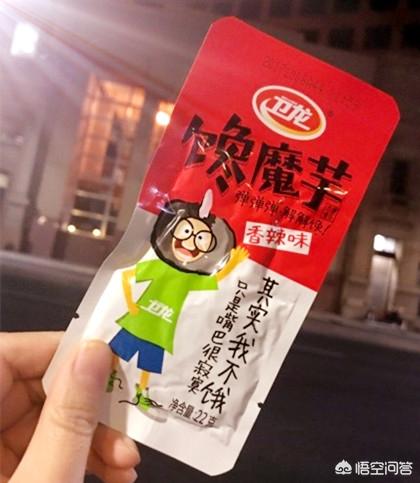 卫龙
馋魔芋
弹弹弹,解解馋!
香辣味
其实我不饿
只是嘴巴很寂寞
卫龙
净含量:22克
悟空问答